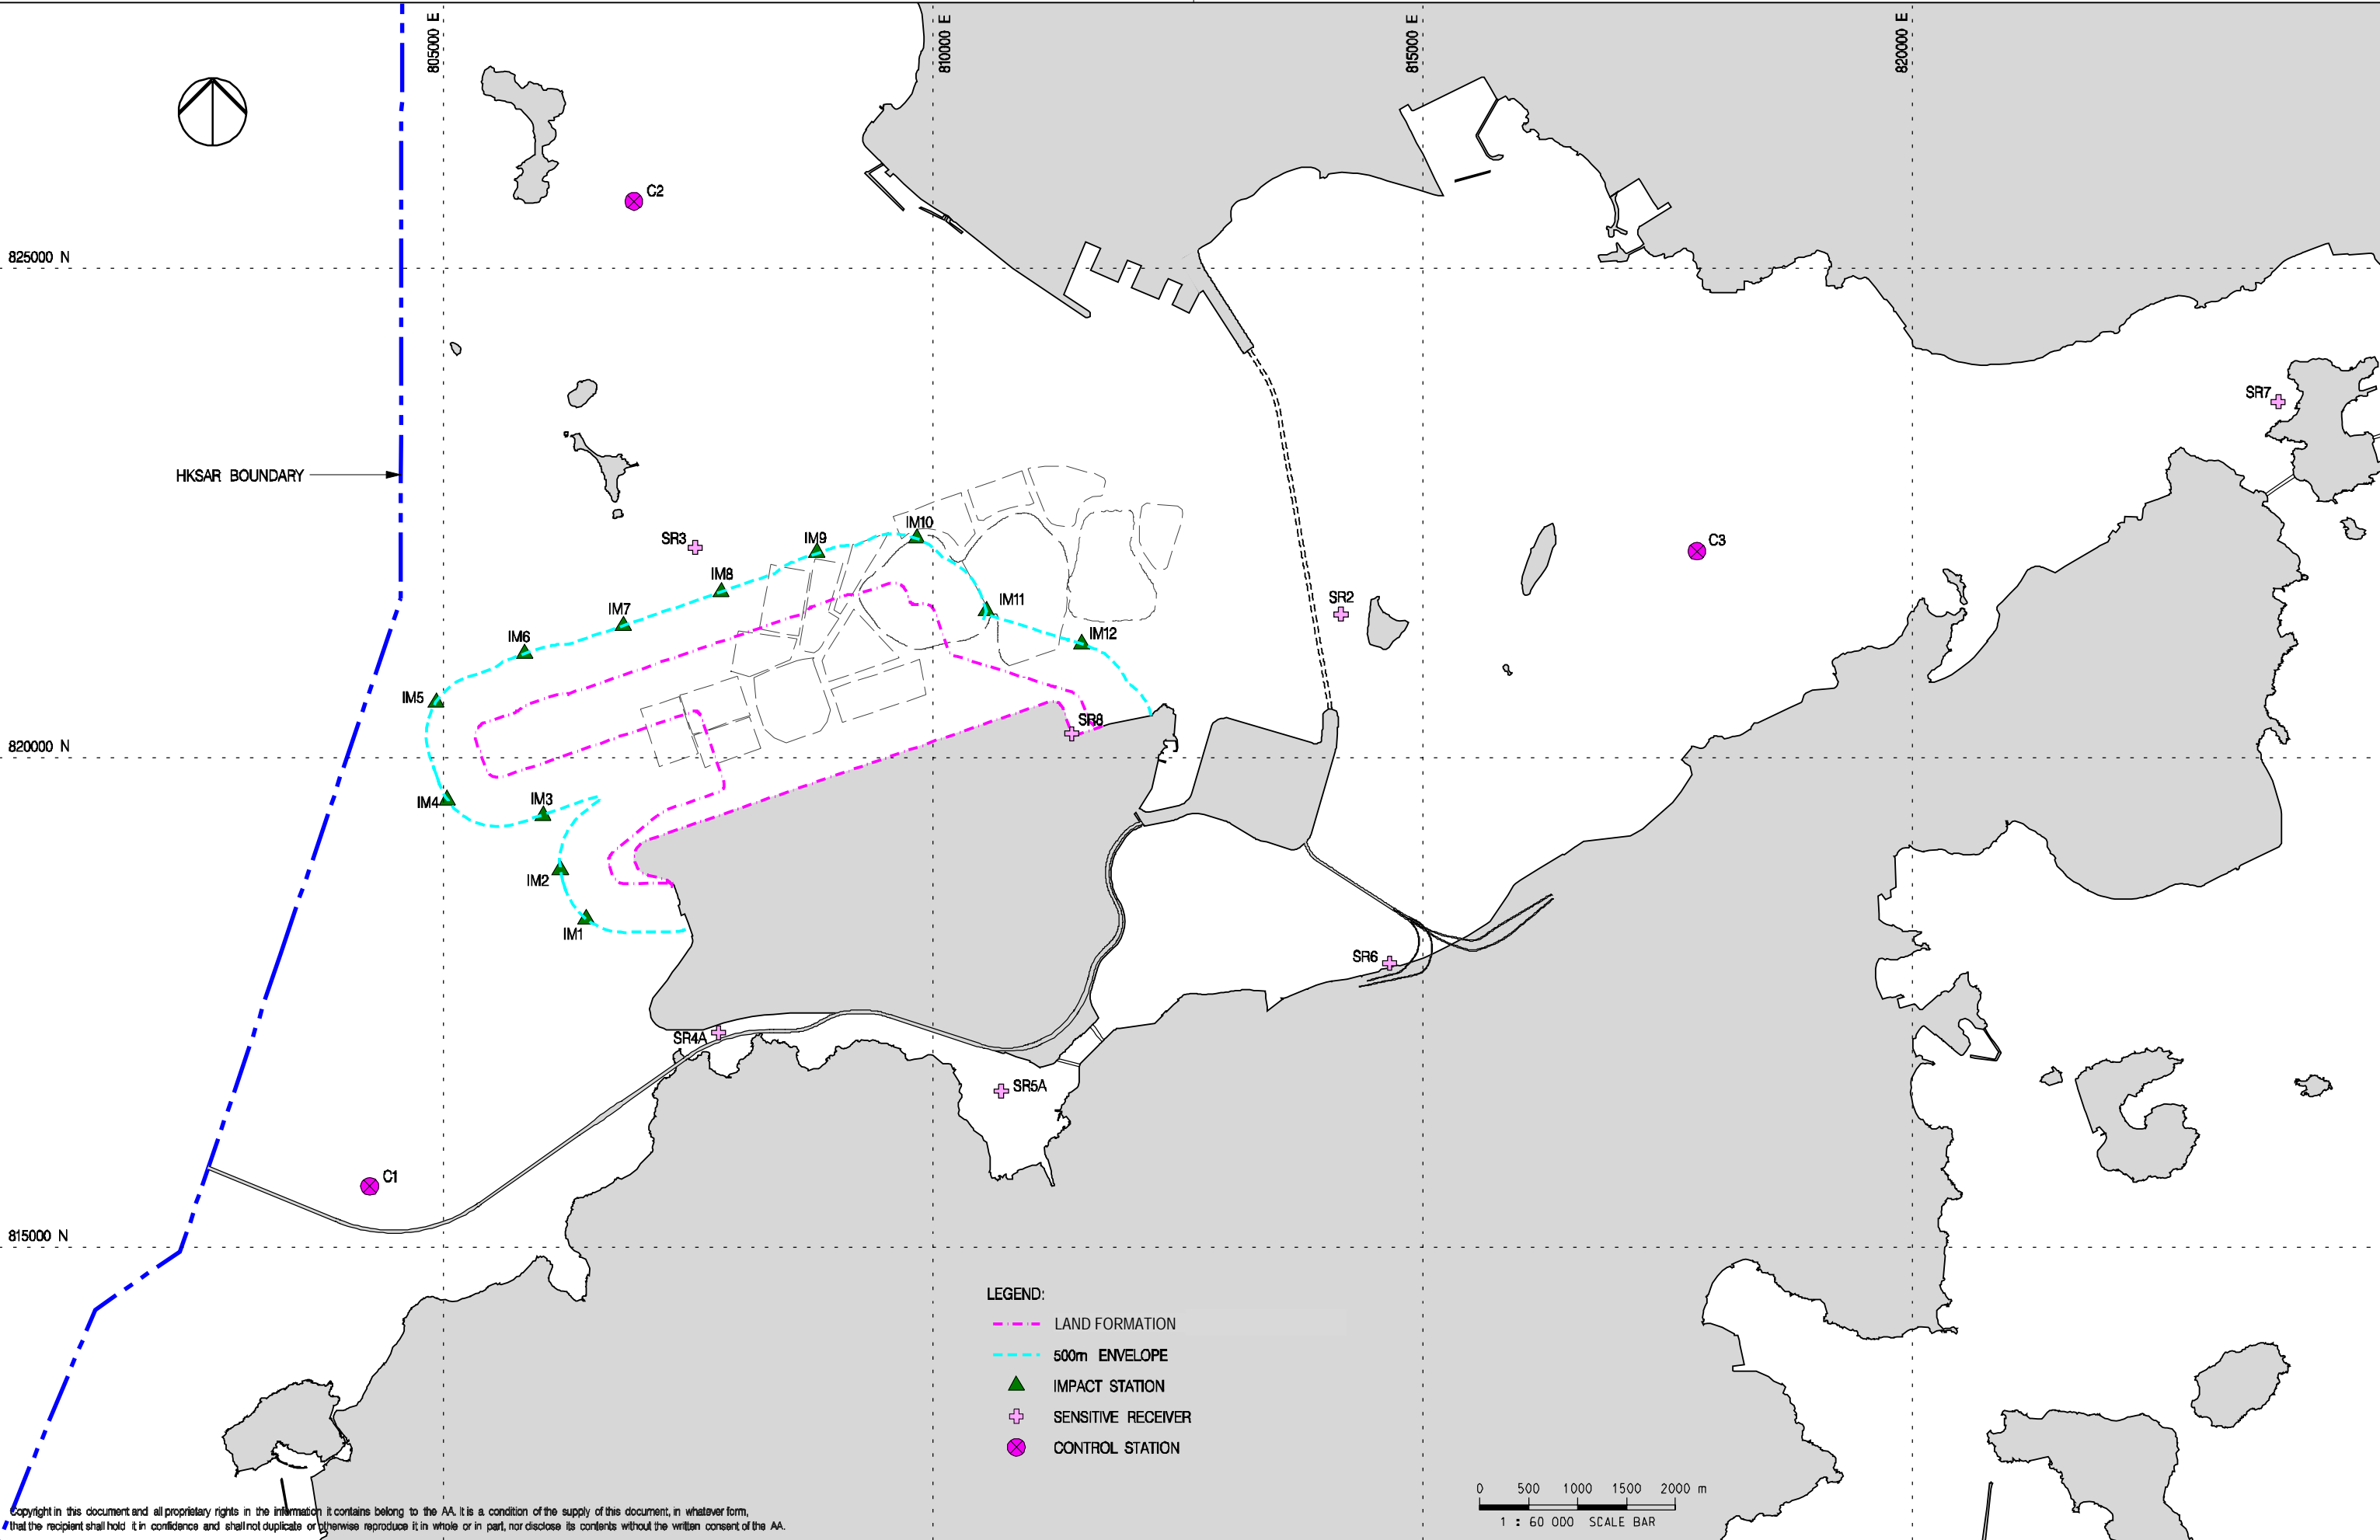 805000 E
810000 E
815000 E
820000 E
C2
825000 N
SR7
HKSAR BOUNDARY
IM10
SR3
IM9
C3
IM8
SR2
IM7
IM11
IM6
IM12
IM5
SR8
820000 N
IM4
IM3
IM2
IM1
SR6
SR4A
SR5A
C1
815000 N
LEGEND:
LAND FORMATION
500m ENVELOPE
IMPACT STATION
SENSITIVE RECEIVER
CONTROL STATION
0 500 1000 1500 2000 m
1 : 60 000 SCALE BAR
Copyright in this document and all proprietary rights in the information it contains belong to the AA. It is a condition of the supply of this document, in whatever form,
that the recipient shall hold it in confidence and shall not duplicate or otherwise reproduce it in whole or in part, nor disclose its contents without the written consent of the AA.